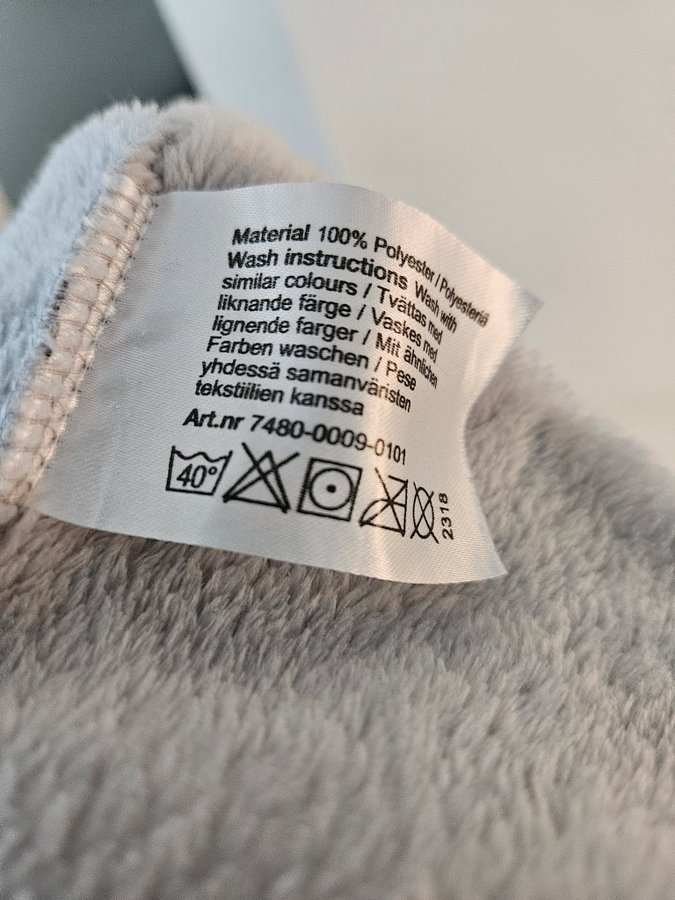 Material 100% Polyester / Polyesteriä
Wash instructions Wash with
similar colours / Tvättas med
liknande färge / Vaskes med
lignende farger / Mit ähnlichen
Farben waschen / Pese
yhdessä samanväristen
tekstiilien kanssa
Art.nr 7480-0009-0101
40°
2318